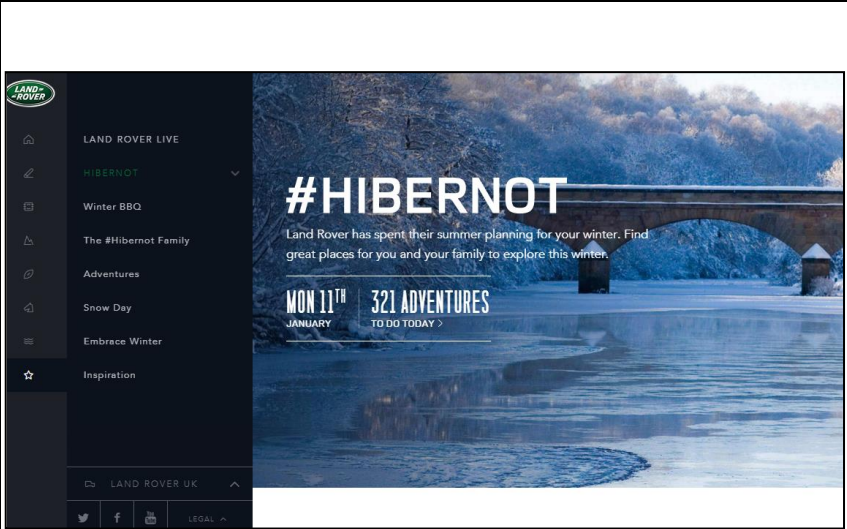 LAND-
-ROVER
LAND ROVER LIVE
HIBERNOT
Winter BBQ
The #Hibernot Family
Adventures
Snow Day
Embrace Winter
Inspiration
LAND ROVER UK
LEGAL
#HIBERNOT
Land Rover has spent their summer planning for your winter. Find
great places for you and your family to explore this winter.
MON 11TH
JANUARY
321 ADVENTURES
TO DO TODAY >